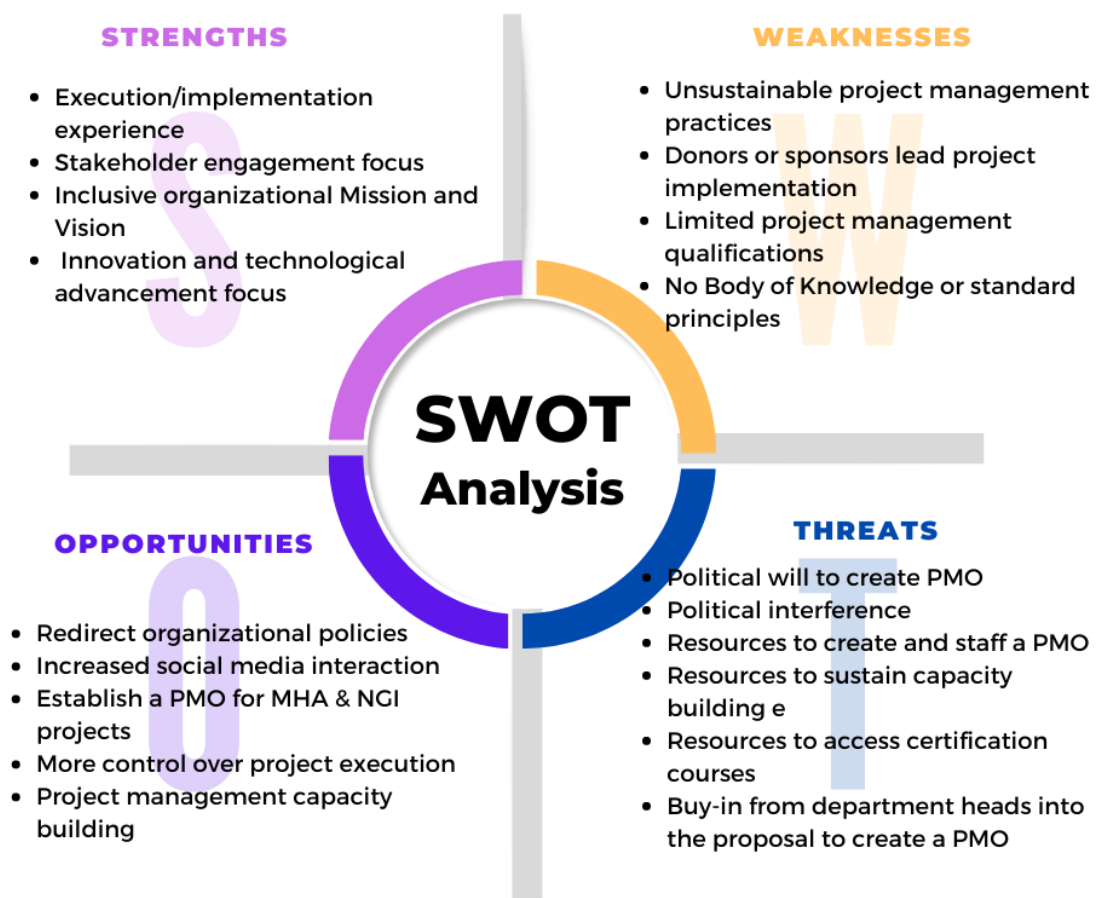 STRENGTHS
• Execution/implementation
experience
• Stakeholder engagement focus
• Inclusive organizational Mission and
Vision
• Innovation and technological
advancement focus
S
WEAKNESSES
• Unsustainable project management
practices
• Donors or sponsors lead project
implementation
• Limited project management
qualifications
• No Body of Knowledge or standard
principles
W
SWOT
Analysis
OPPORTUNITIES
• Redirect organizational policies
• Increased social media interaction
• Establish a PMO for MHA & NGI
projects
• More control over project execution
• Project management capacity
building
O
THREATS
• Political will to create PMO
• Political interference
• Resources to create and staff a PMO
• Resources to sustain capacity
building e
• Resources to access certification
courses
• Buy-in from department heads into
the proposal to create a PMO
T